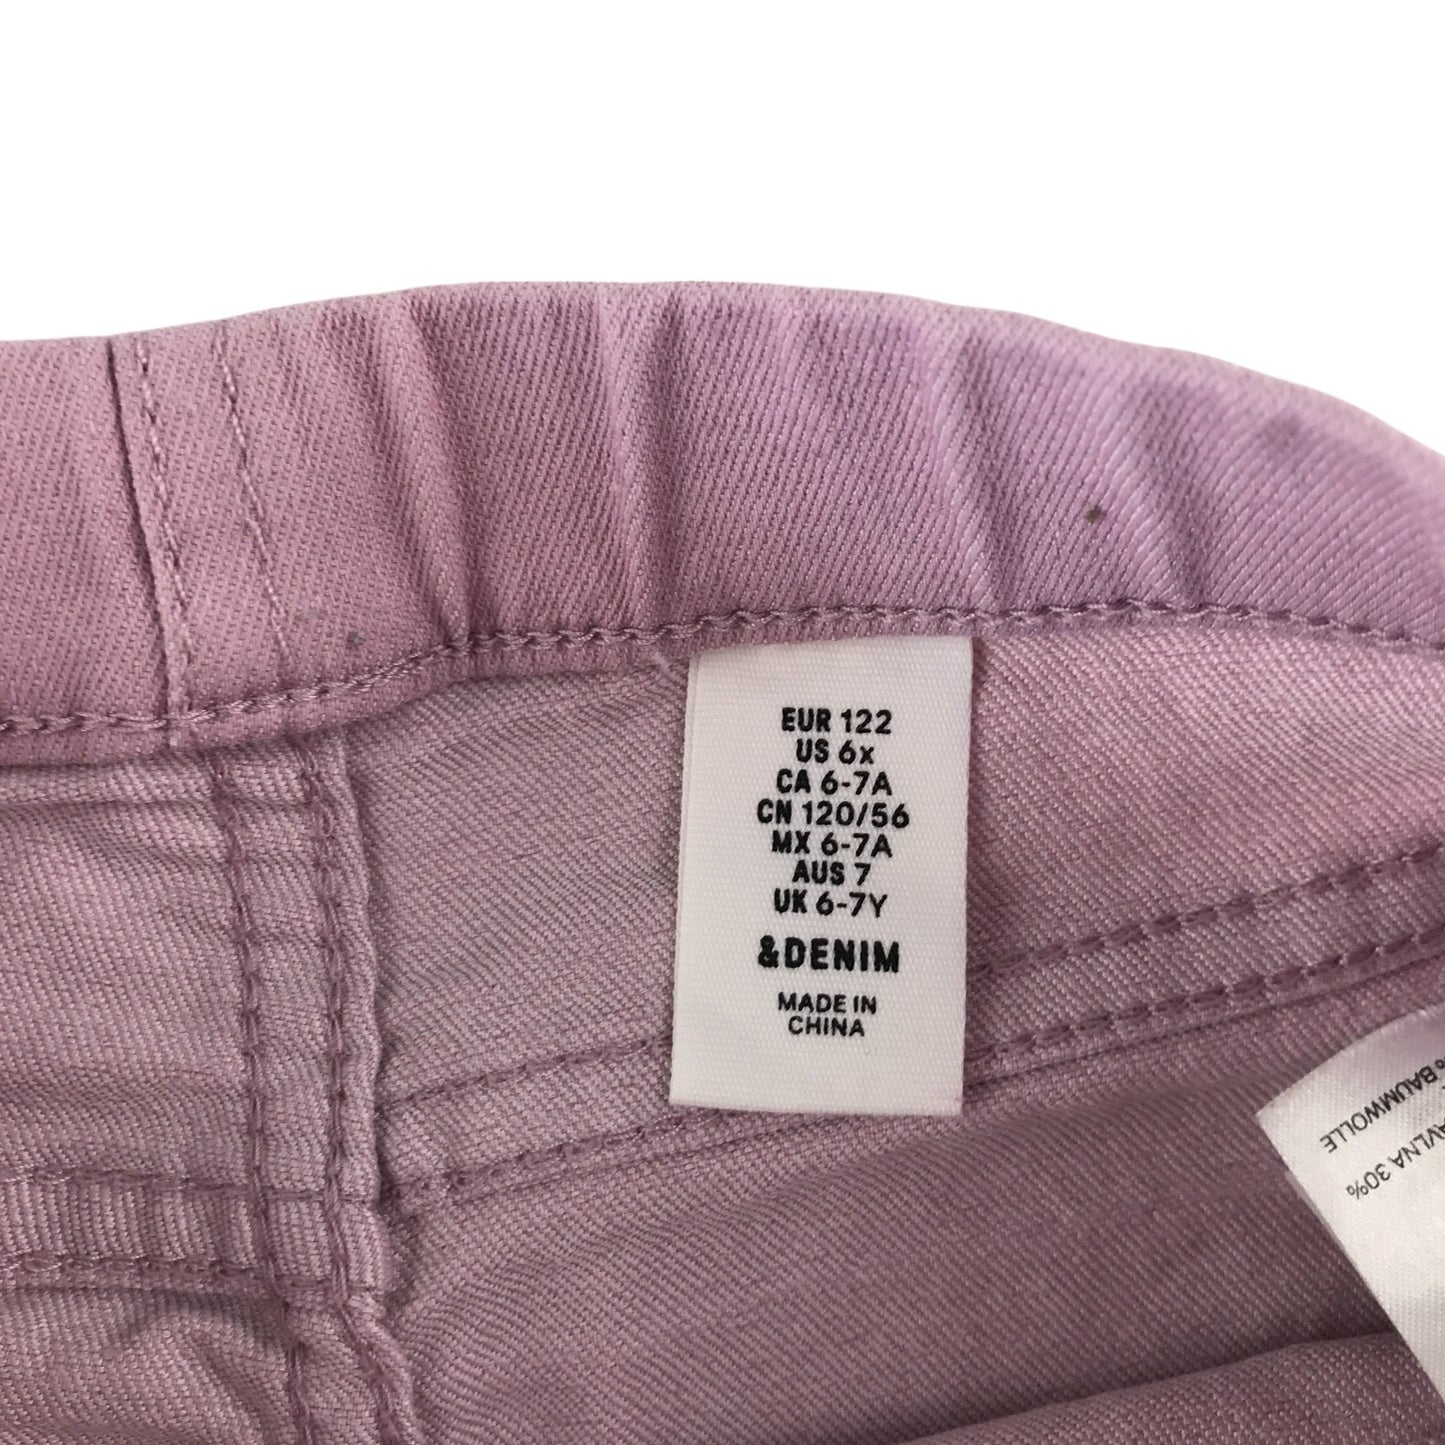 EUR 122
US 6x
CA 6-7A
CN 120/56
MX 6-7A
AUS 7
UK 6-7Y
&DENIM
MADE IN
CHINA
% BAUMWOLLE
AVLNA 30%